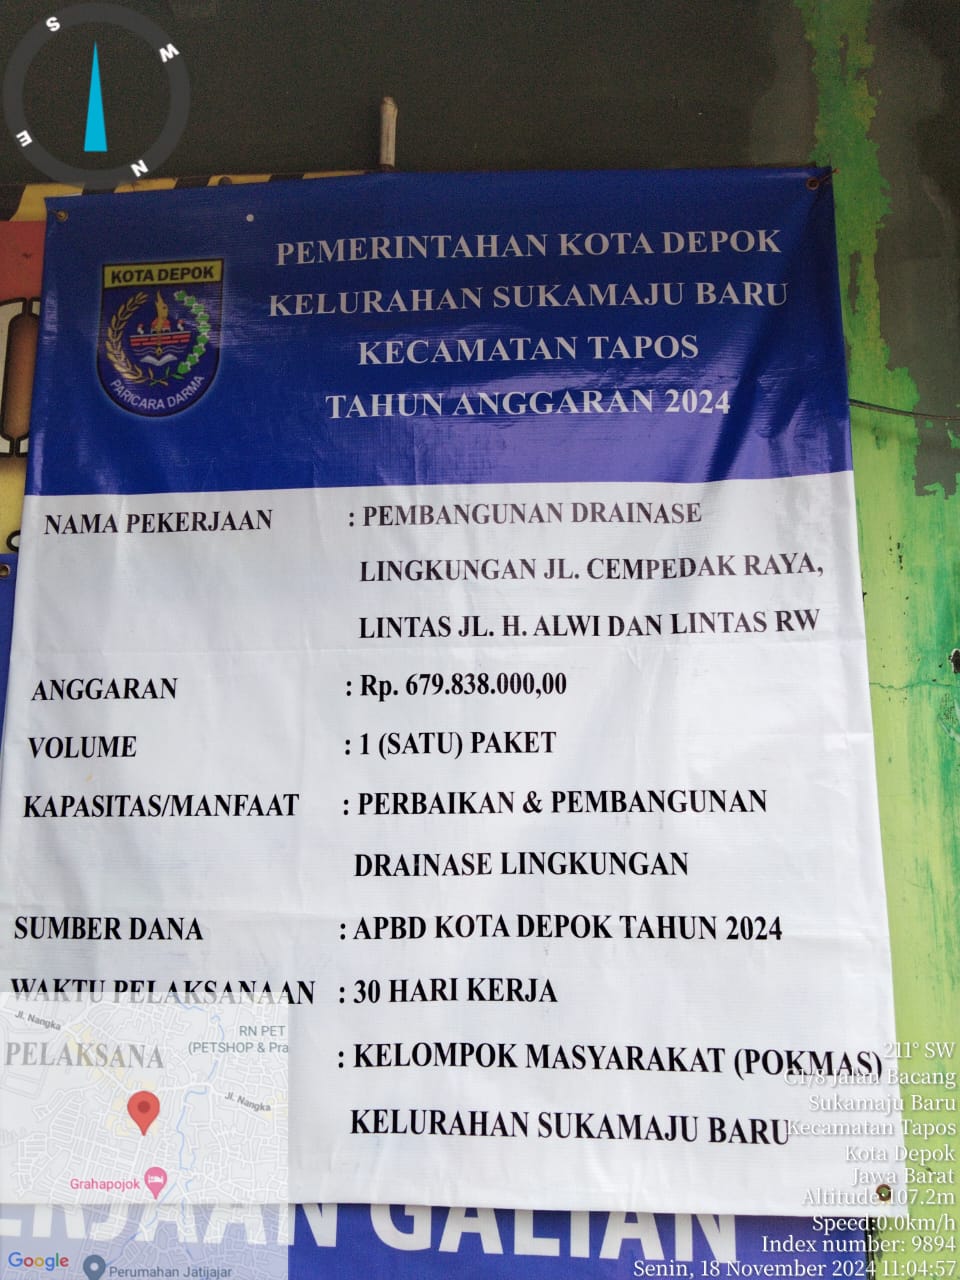 S
W
E
N
PEMERINTAHAN KOTA DEPOK
KELURAHAN SUKAMAJU BARU
KECAMATAN TAPOS
TAHUN ANGGARAN 2024
KOTA DEPOK
PARICARA DARMA
NAMA PEKERJAAN : PEMBANGUNAN DRAINASE
LINGKUNGAN JL. CEMPEDAK RAYA,
LINTAS JL. H. ALWI DAN LINTAS RW
ANGGARAN : Rp. 679.838.000,00
VOLUME : 1 (SATU) PAKET
KAPASITAS/MANFAAT : PERBAIKAN & PEMBANGUNAN
DRAINASE LINGKUNGAN
SUMBER DANA : APBD KOTA DEPOK TAHUN 2024
WAKTU PELAKSANAAN : 30 HARI KERJA
PELAKSANA : KELOMPOK MASYARAKAT (POKMAS)
KELURAHAN SUKAMAJU BARU
Jl. Nangka
RN PET
(PETSHOP & Pra
Jl. Nangka
Grahapojok
Google
Perumahan Jatijajar
GALIAN
211° SW
C1/8 Jalan Bacang
Sukamaju Baru
Kecamatan Tapos
Kota Depok
Jawa Barat
Altitude:107.2m
Speed:0.0km/h
Index number: 9894
Senin, 18 November 2024 11:04:57